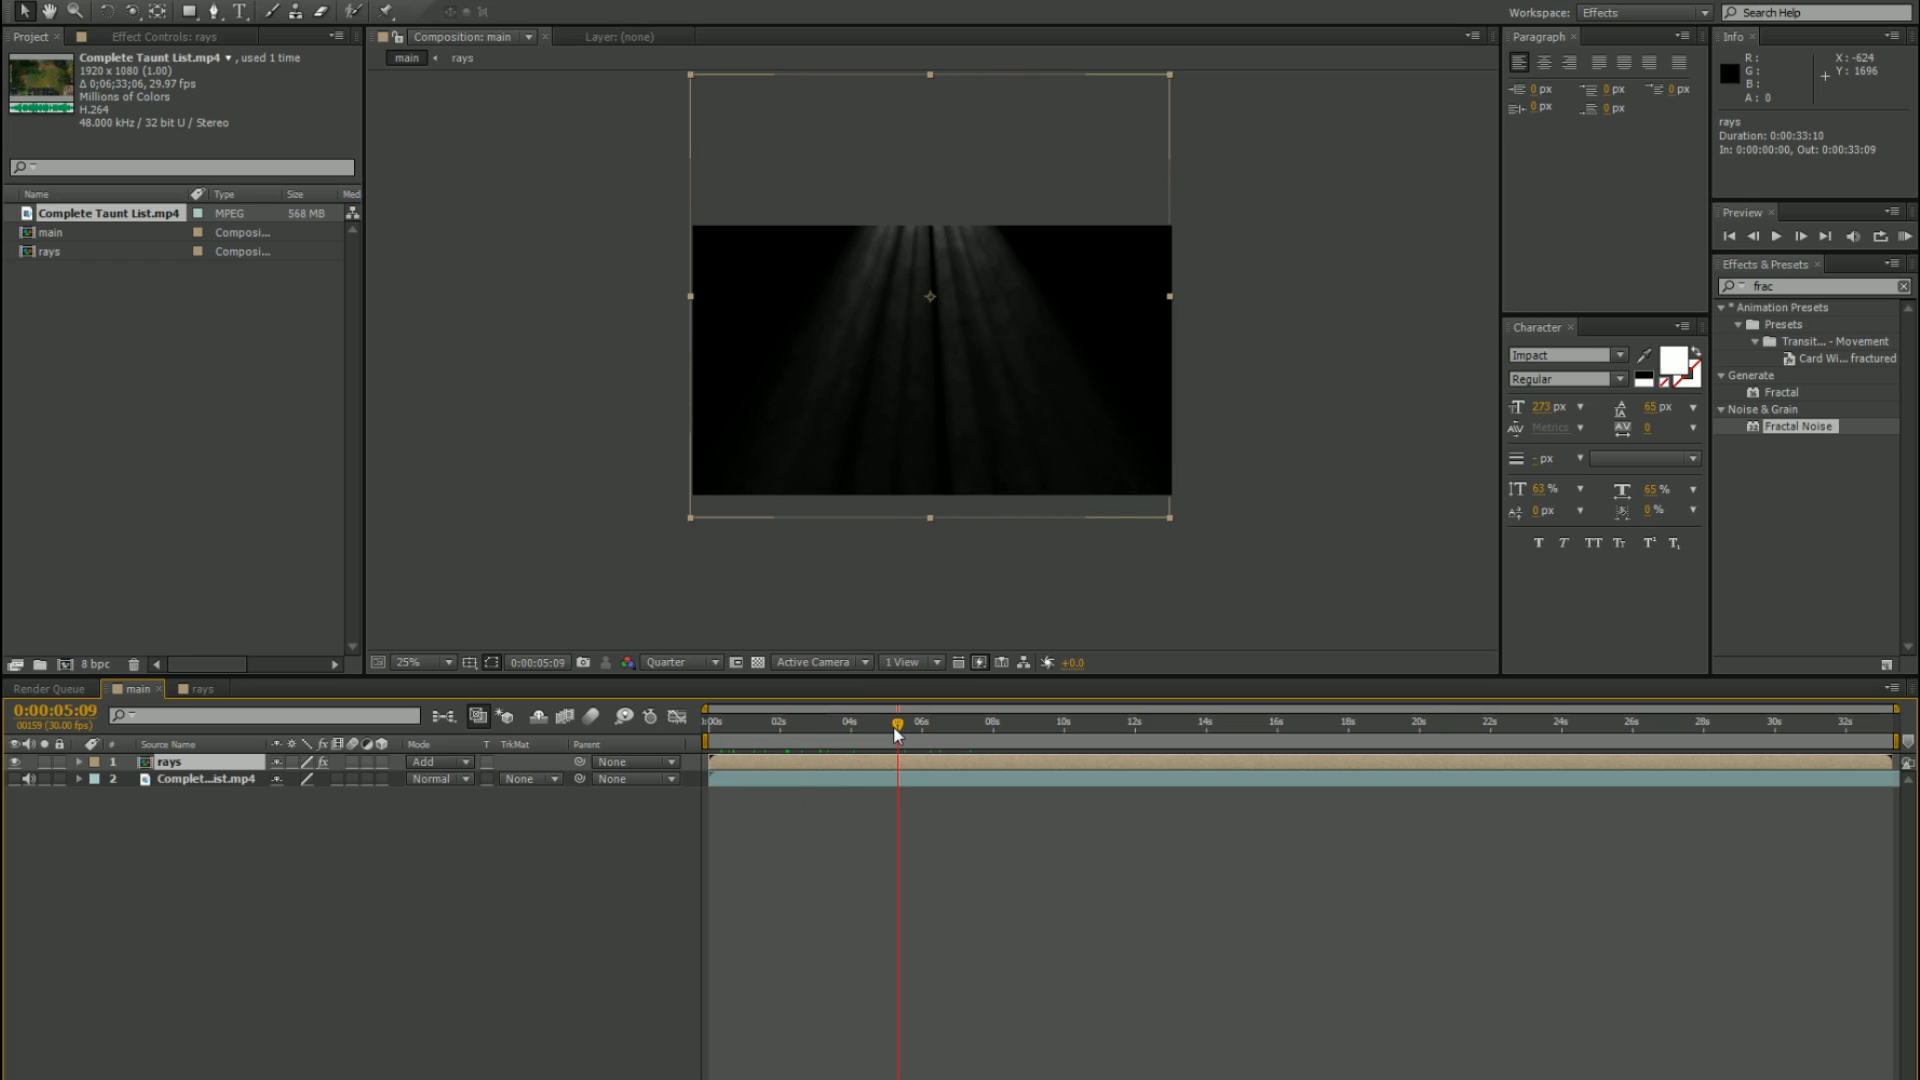 Workspace: Effects
Search Help
Project
Effect Controls: rays
Composition: main
Layer: (none)
Paragraph
Info
main
rays
Complete Taunt List.mp4 , used 1 time
1920 x 1080 (1.00)
Δ 0;06;33;06, 29.97 fps
Millions of Colors
H.264
48.000 kHz / 32 bit U / Stereo
0 px
0 px
0 px
0 px
0 px
R :
G :
B :
A : 0
X : -624
Y : 1696
rays
Duration: 0:00:33:10
In: 0:00:00:00, Out: 0:00:33:09
Name
Type
Size
Med
Complete Taunt List.mp4
MPEG
568 MB
main
Composi...
rays
Composi...
Preview
Effects & Presets
frac
* Animation Presets
Presets
Transit... - Movement
Card Wi... fractured
Generate
Fractal
Noise & Grain
Fractal Noise
Character
Impact
Regular
273 px
65 px
Metrics
0
- px
63 %
65 %
0 px
0 %
T T TT Tt T¹ T₁
8 bpc
25%
0:00:05:09
Quarter
Active Camera
1 View
+0.0
Render Queue
main
rays
0:00:05:09
00159 (30.00 fps)
:00s 02s 04s 06s 08s 10s 12s 14s 16s 18s 20s 22s 24s 26s 28s 30s 32s
# Source Name
fx
Mode
T TrkMat
Parent
1 rays
fx
Add
None
2 Complet...ist.mp4
Normal
None
None